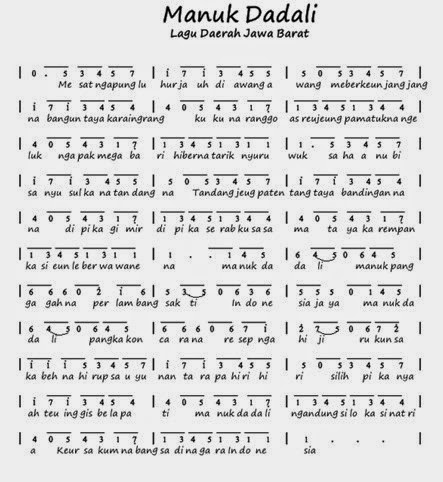 Manuk Dadali
Lagu Daerah Jawa Barat
| 0 . 5 3 4 5 7 | i 7 i 3 4 5 5 | 5 0 5 3 4 5 7 |
Me sat ngapung lu hur ja uh di awang a wang meberkeun jang jang
| i 7 i 3 4 5 4 | 4 0 5 4 3 1 7 | 1 3 4 5 1 3 4 |
na bangun taya karaingrang ku ku na ranggo as reujeung pamatukna nge
| 4 0 5 4 3 1 7 | 1 3 4 5 1 3 1 | 1 . 5 3 4 5 7 |
luk nga pak mega ba ri hiberna tarik nyuru wuk sa ha a nu bi
| i 7 i 3 4 5 5 | 5 0 5 3 4 5 7 | i 7 i 3 4 5 4 |
sa nyu sul ka na tan dang na Tandang jeug paten tang taya bandingan na
| 4 0 5 4 3 1 7 | 1 3 4 5 1 3 4 | 4 0 5 4 3 1 7 |
na di pi ka gi mir di pi ka se rab ku sa sa ma ta ya ka rempan
| 1 3 4 5 1 3 1 1 | 1 . . 1 4 5 | 6 4 5 0 6 4 5 |
ka si eun le ber wa wane na ma nuk da da li manuk pang
| 6 6 6 0 2 i 6 | 5 3 5 0 6 3 6 | 5 5 5 0 1 4 5 |
ga gah na per lam bang sak ti In do ne sia ja ya ma nuk da
| 6 4 5 0 6 4 5 | 6 6 6 0 6 7 i | 2 7 5 0 6 7 2 |
da li pangka kon ca ra na re sep nga hi ji ru kun sa
| i i i 5 3 4 5 7 | i 7 i 3 4 5 5 | 5 0 5 3 4 5 7 |
ka beh na hi rup sa u yu nan ta ra pa hi ri hi ri silih pi ka nya
| i 7 i 3 4 5 4 | 4 0 5 4 3 1 7 | 1 3 4 5 1 3 4 |
ah teu ing gis be la pa ti ma nuk da da li ngandung si lo ka si nat ri
| 4 0 5 4 3 1 7 | 1 3 4 5 1 3 1 1 | 1 . . . |
a Keur sa kum na bang sa di na ga ra In do ne sia